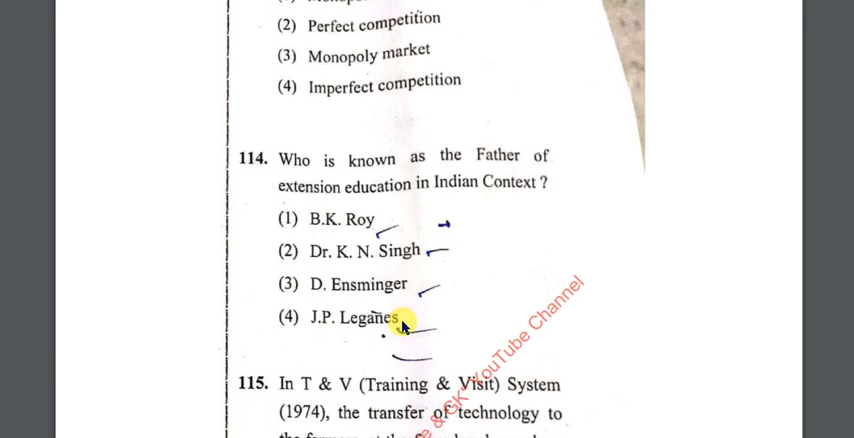 (2) Perfect competition
(3) Monopoly market
(4) Imperfect competition
114. Who is known as the Father of
extension education in Indian Context ?
(1) B.K. Roy
(2) Dr. K. N. Singh
(3) D. Ensminger
(4) J.P. Leganes
115. In T & V (Training & Visit) System
(1974), the transfer of technology to
& GK* YouTube Channel